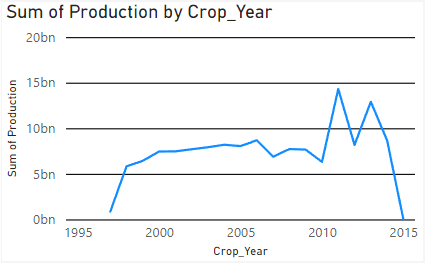 Sum of Production by Crop_Year
20bn
15bn
10bn
5bn
0bn
Sum of Production
1995 2000 2005 2010 2015
Crop_Year